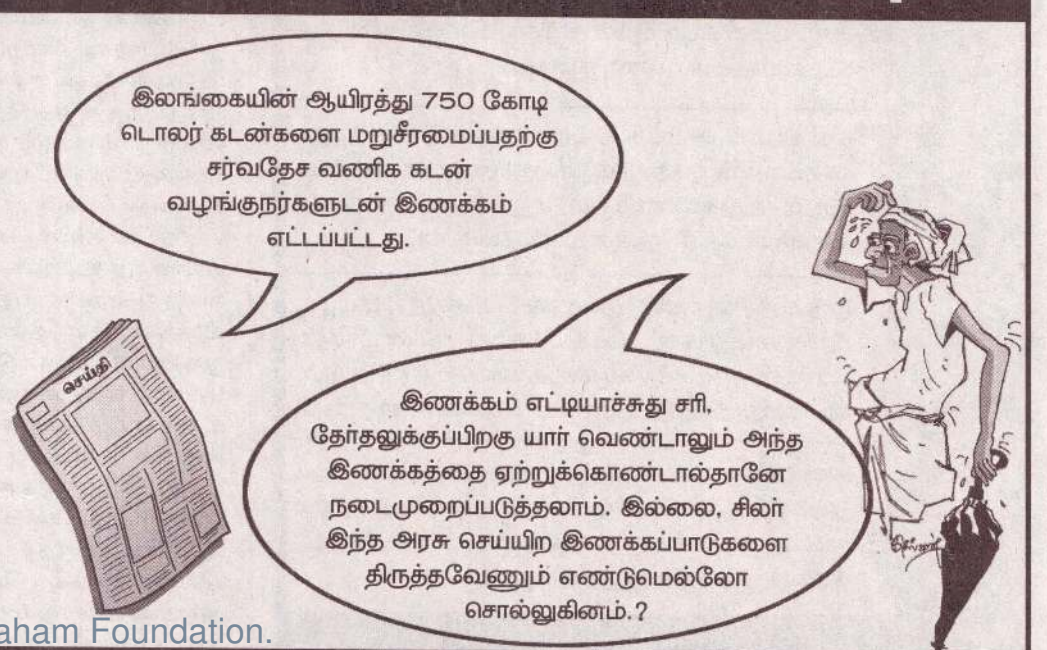 இலங்கையின் ஆயிரத்து 750 கோடி
டொலர் கடன்களை மறுசீரமைப்பதற்கு
சர்வதேச வணிக கடன்
வழங்குநர்களுடன் இணக்கம்
எட்டப்பட்டது.
செய்தி
இணக்கம் எட்டியாச்சுது சரி,
தேர்தலுக்குப்பிறகு யார் வெண்டாலும் அந்த
இணக்கத்தை ஏற்றுக்கொண்டால்தானே
நடைமுறைப்படுத்தலாம். இல்லை, சிலர்
இந்த அரசு செய்யிற இணக்கப்பாடுகளை
திருத்தவேணும் எண்டுமெல்லோ
சொல்லுகினம்.?
aham Foundation.